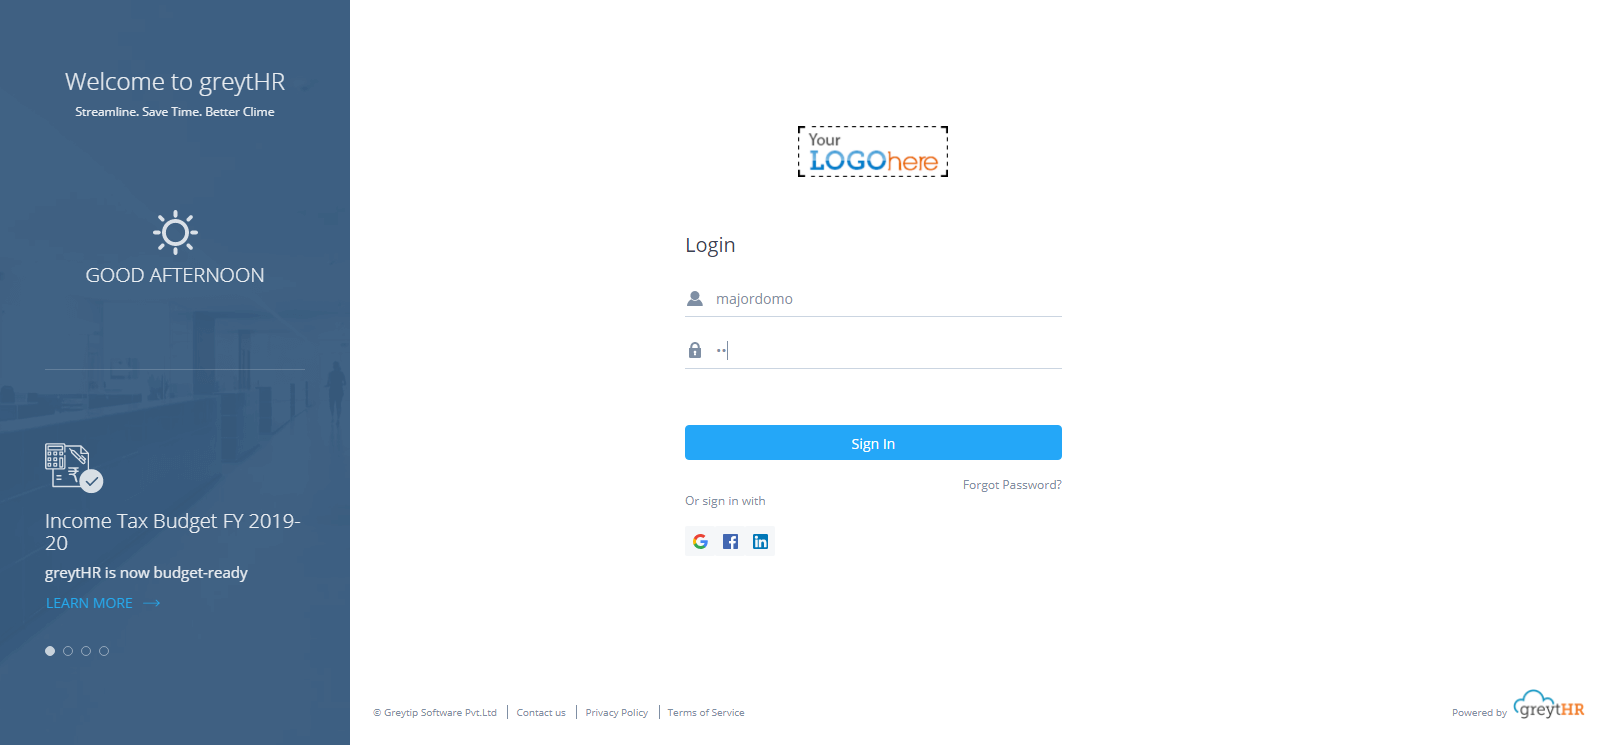 Welcome to greytHR
Streamline. Save Time. Better Clime
GOOD AFTERNOON
Income Tax Budget FY 2019-
20
greytHR is now budget-ready
LEARN MORE
Your
LOGOhere
Login
majordomo
Sign In
Forgot Password?
Or sign in with
© Greytip Software Pvt.Ltd
Contact us
Privacy Policy
Terms of Service
Powered by greytHR